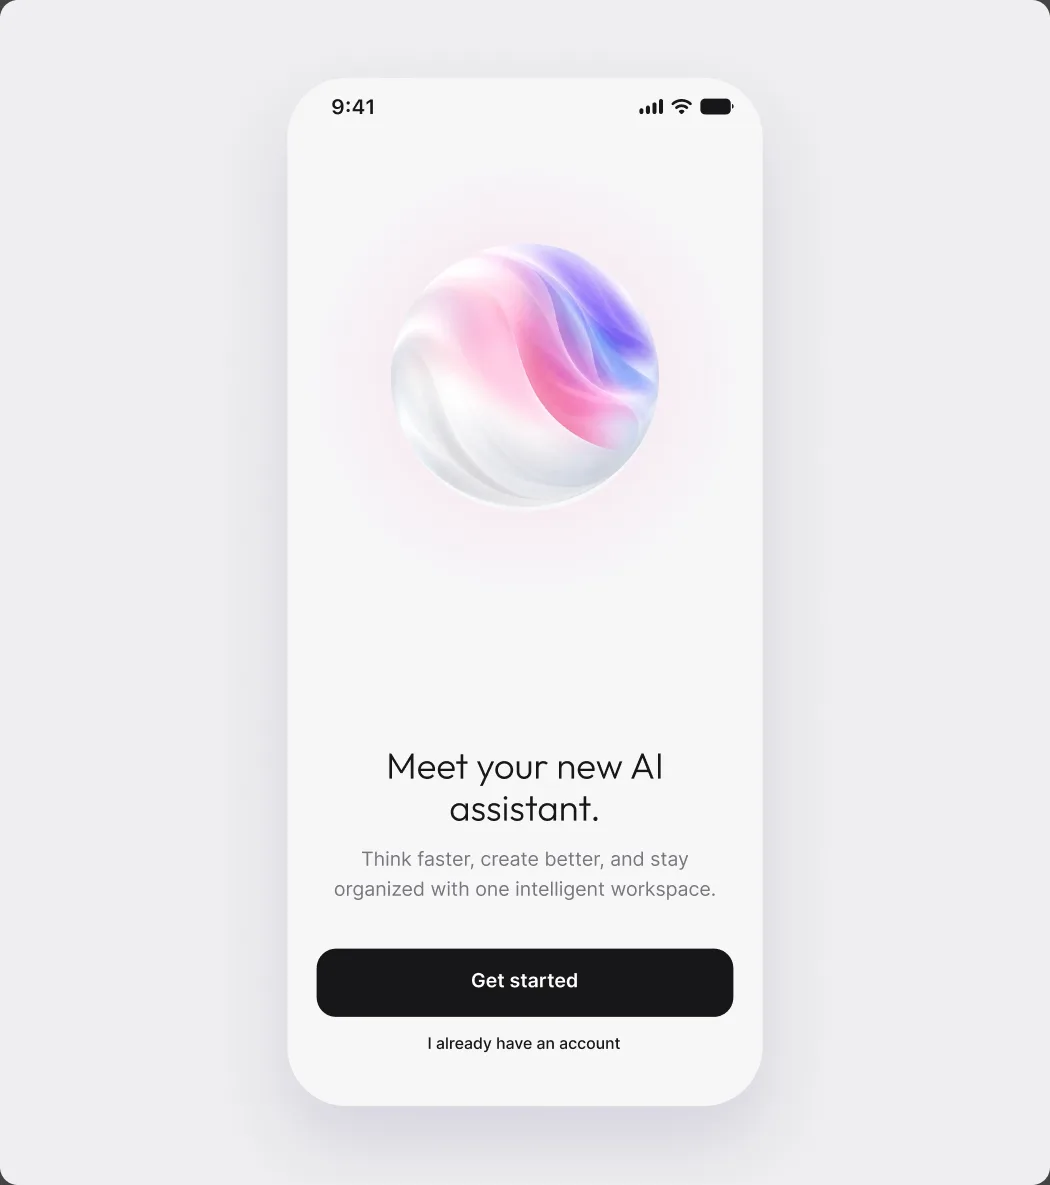 9:41
Meet your new AI
assistant.
Think faster, create better, and stay
organized with one intelligent workspace.
Get started
I already have an account